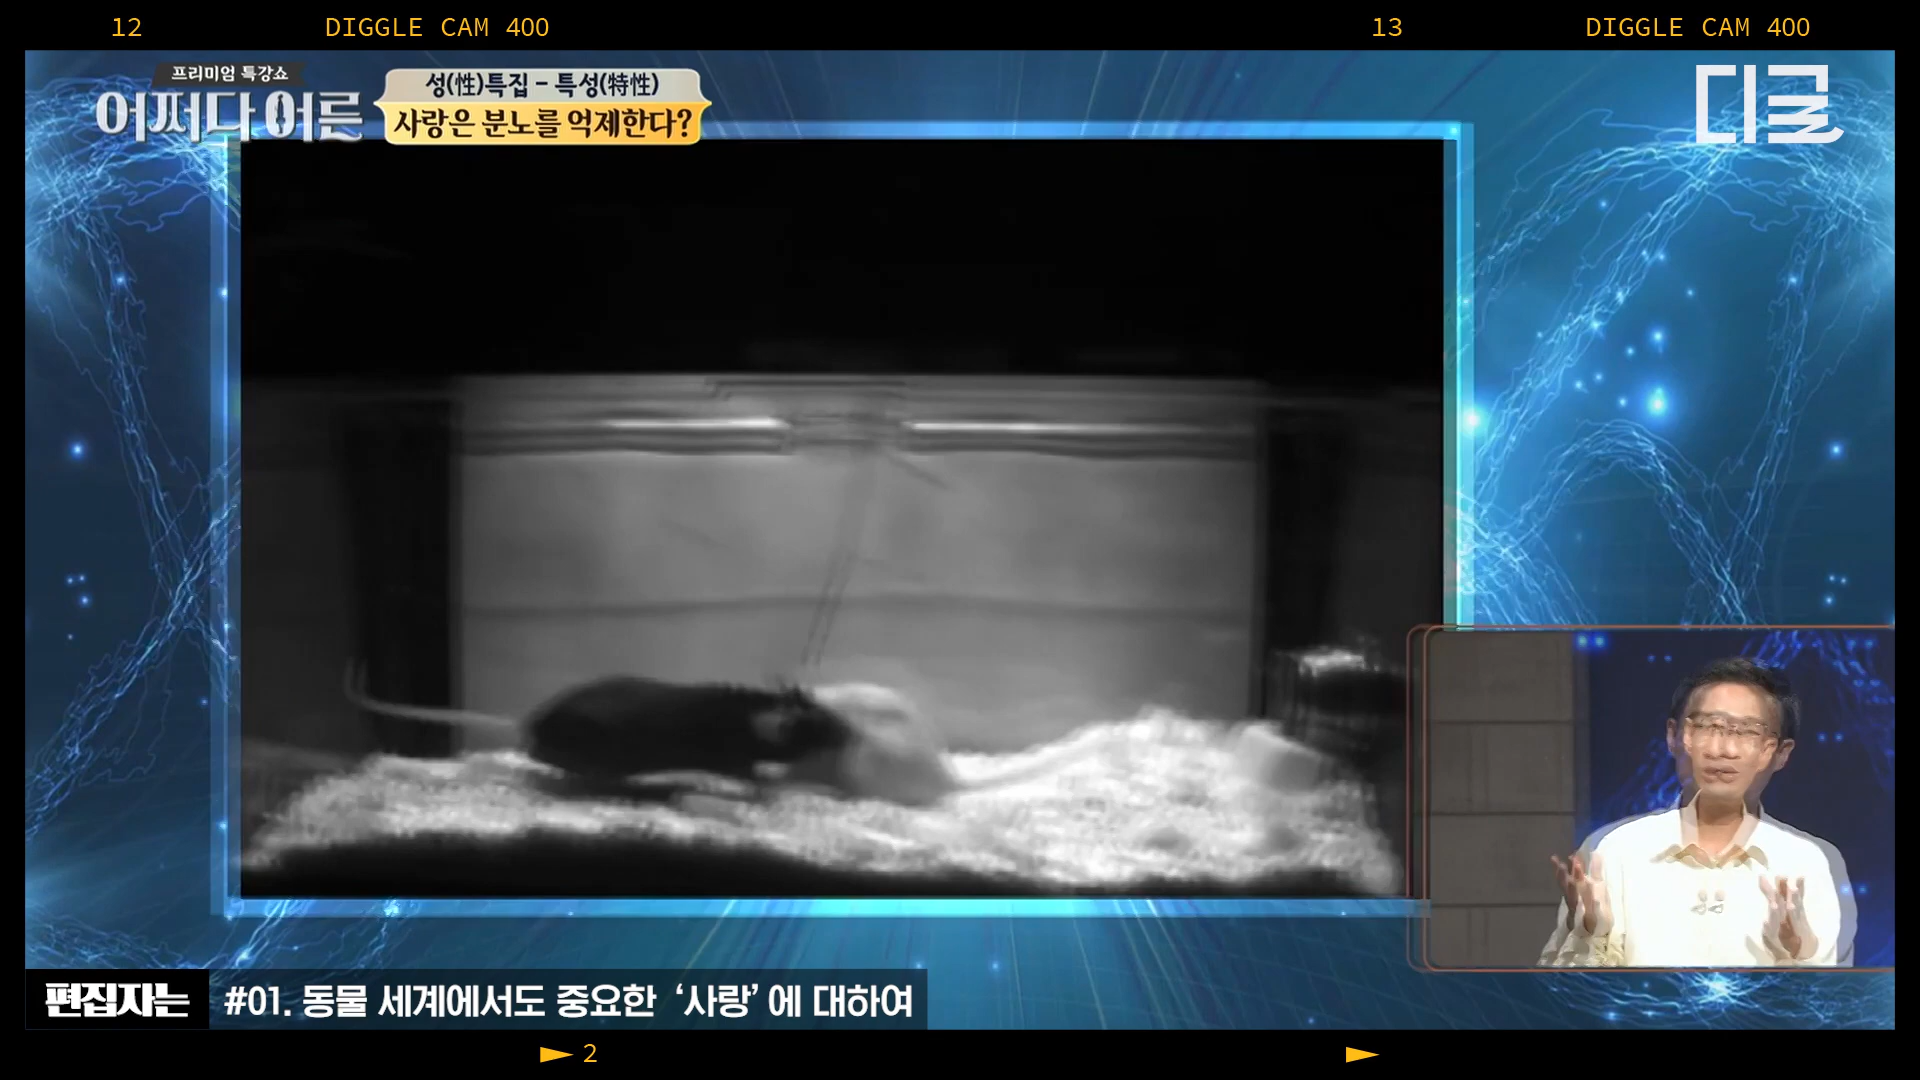 12
DIGGLE CAM 400
13
DIGGLE CAM 400
프리미엄 특강쇼
어쩌다 어른
성(性)특집 - 특성(特性)
사랑은 분노를 억제한다?
디글
편집자는
#01. 동물 세계에서도 중요한 ‘사랑’에 대하여
2